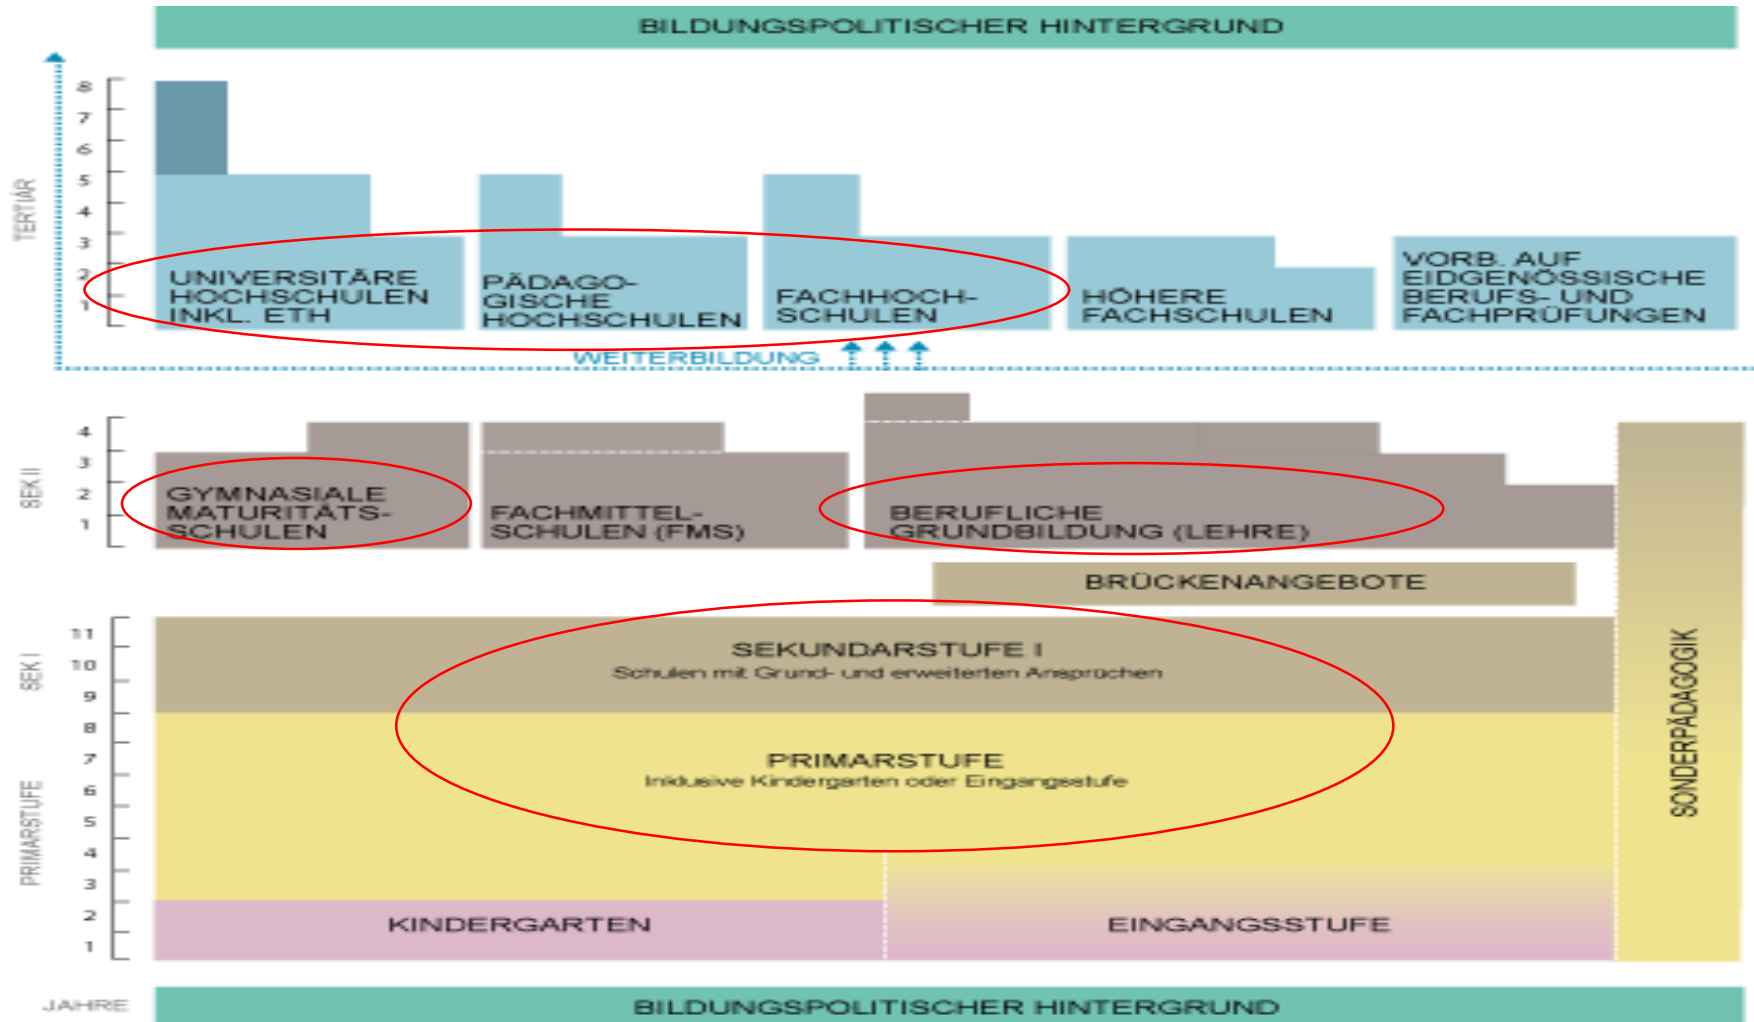 BILDUNGSPOLITISCHER HINTERGRUND
TERTIÄR
8
7
6
5
4
3
2
1
UNIVERSITÄRE
HOCHSCHULEN
INKL. ETH
PÄDAGO-
GISCHE
HOCHSCHULEN
FACHHOCH-
SCHULEN
HÖHERE
FACHSCHULEN
VORB. AUF
EIDGENÖSSISCHE
BERUFS- UND
FACHPRÜFUNGEN
WEITERBILDUNG
SEK II
4
3
2
1
GYMNASIALE
MATURITÄTS-
SCHULEN
FACHMITTEL-
SCHULEN (FMS)
BERUFLICHE
GRUNDBILDUNG (LEHRE)
BRÜCKENANGEBOTE
SEK I
11
10
9
SEKUNDARSTUFE I
Schulen mit Grund- und erweiterten Ansprüchen
SONDERPÄDAGOGIK
PRIMARSTUFE
8
7
6
5
4
3
2
1
PRIMARSTUFE
Inklusive Kindergarten oder Eingangsstufe
KINDERGARTEN
EINGANGSSTUFE
JAHRE
BILDUNGSPOLITISCHER HINTERGRUND